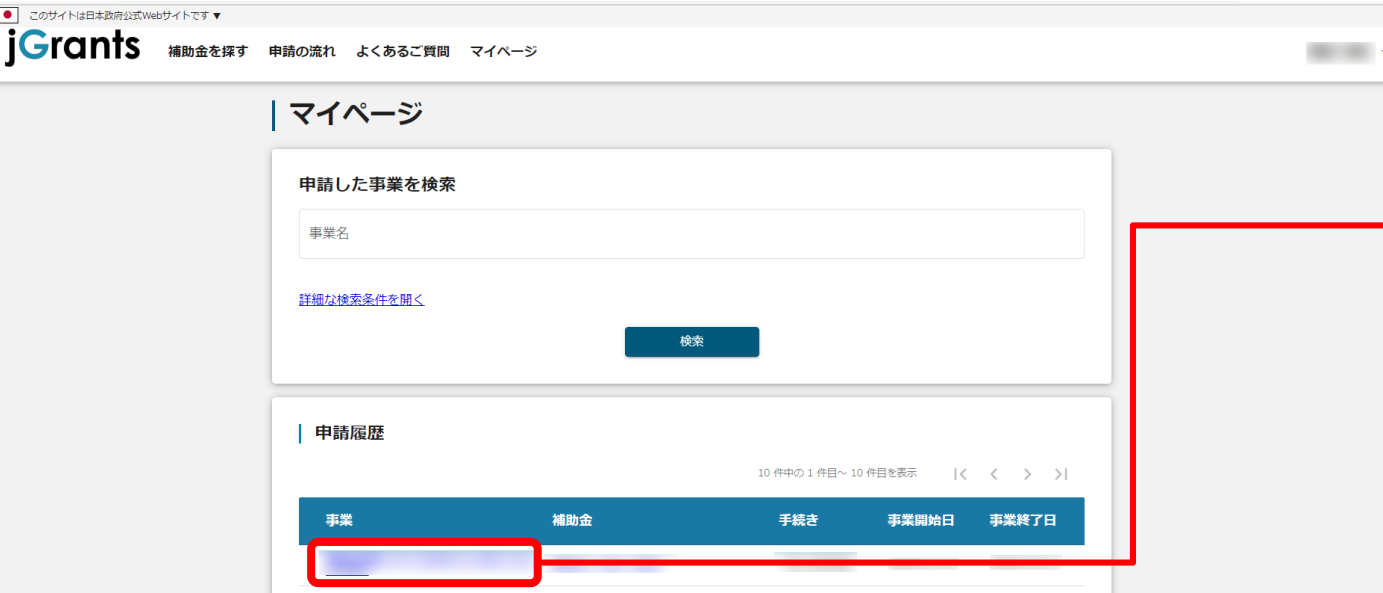 このサイトは日本政府公式Webサイトです ▼
jGrants 補助金を探す 申請の流れ よくあるご質問 マイページ
マイページ
申請した事業を検索
事業名
詳細な検索条件を開く
検索
申請履歴
10 件中の 1 件目～ 10 件目を表示
事業 補助金 手続き 事業開始日 事業終了日